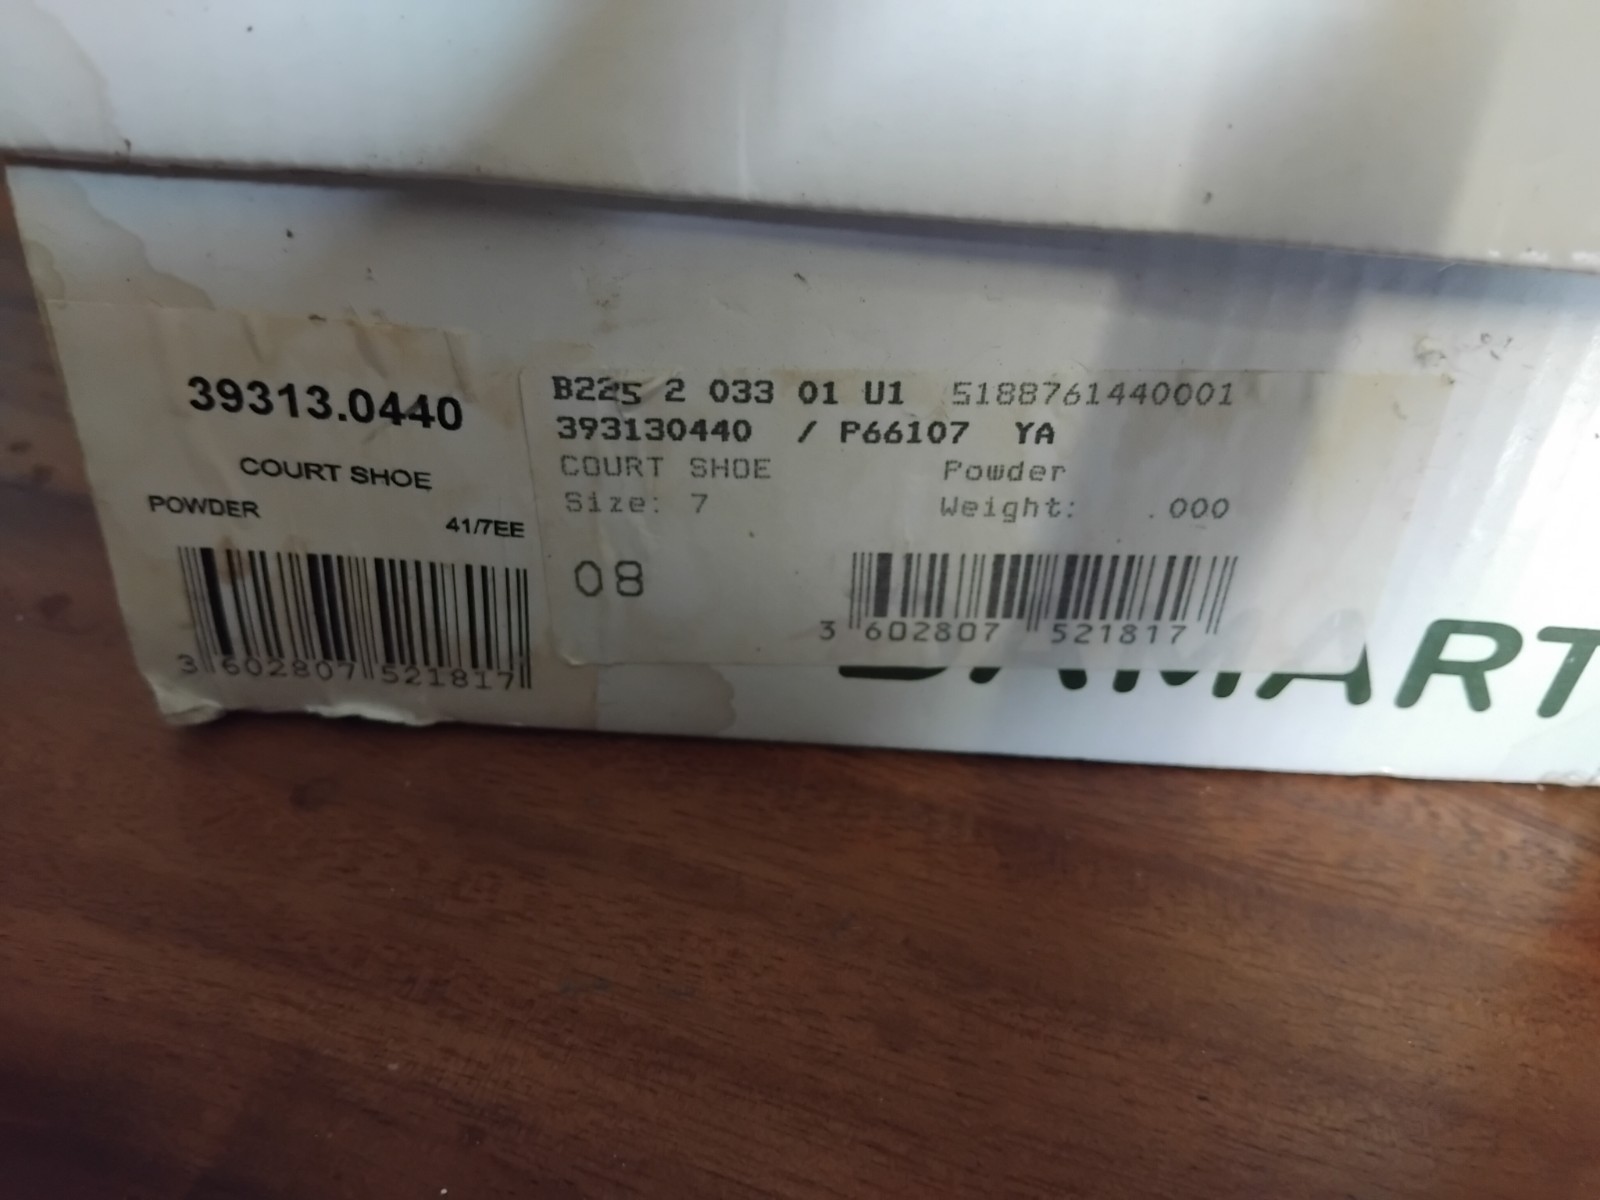 39313.0440
COURT SHOE
POWDER
41/7EE
3 602807 521817
B225 2 033 01 U1 5188761440001
393130440 / P66107 YA
COURT SHOE Powder
Size: 7 Weight: .000
08
3 602807 521817
DAMART